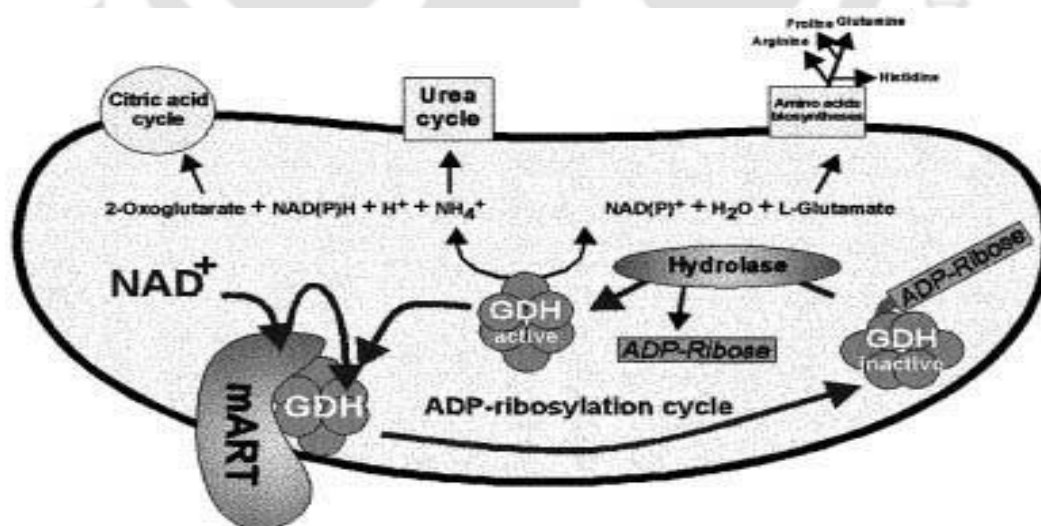 Proline Glutamine
Arginine
Histidine
Citric acid
cycle
Urea
cycle
Amino acids
biosyntheses
2-Oxoglutarate + NAD(P)H + H⁺ + NH₄⁺
NAD(P)⁺ + H₂O + L-Glutamate
NAD⁺
Hydrolase
ADP-Ribose
GDH
active
ADP-Ribose
GDH
inactive
mART
GDH
ADP-ribosylation cycle